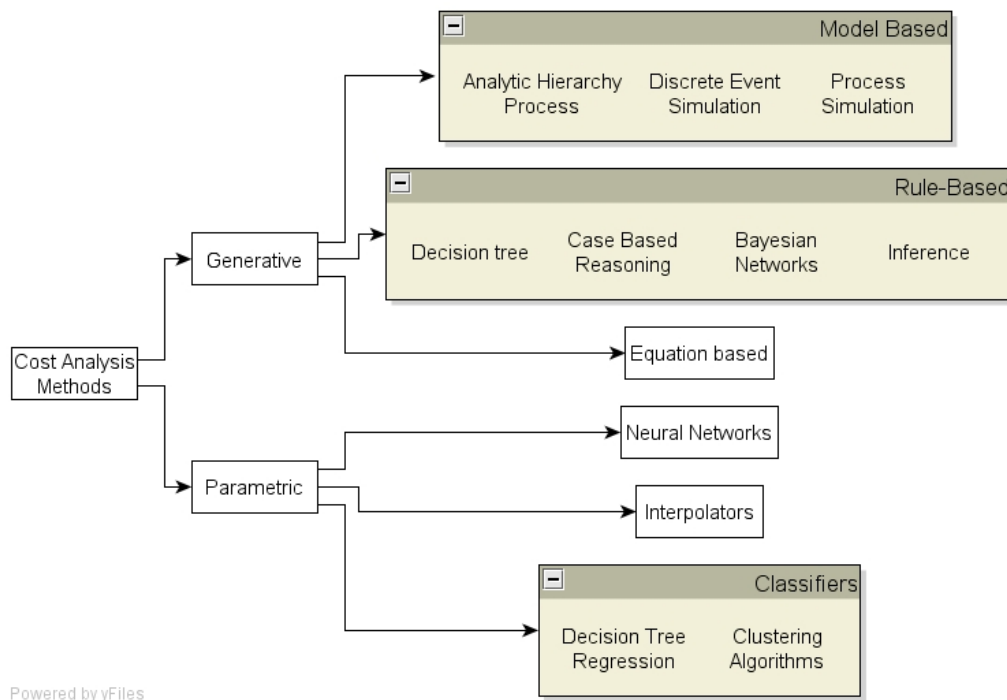 Model Based
Analytic Hierarchy
Process
Discrete Event
Simulation
Process
Simulation
Rule-Based
Decision tree
Case Based
Reasoning
Bayesian
Networks
Inference
Generative
Equation based
Cost Analysis
Methods
Neural Networks
Parametric
Interpolators
Classifiers
Decision Tree
Regression
Clustering
Algorithms
Powered by yFiles